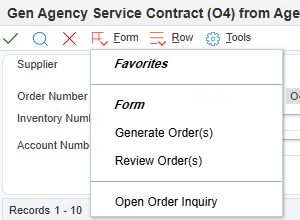 Gen Agency Service Contract (O4) from Age
Form Row Tools
Supplier
Favorites
Order Number
Form
Inventory Num
Generate Order(s)
Account Numb
Review Order(s)
Open Order Inquiry
Records 1 - 10